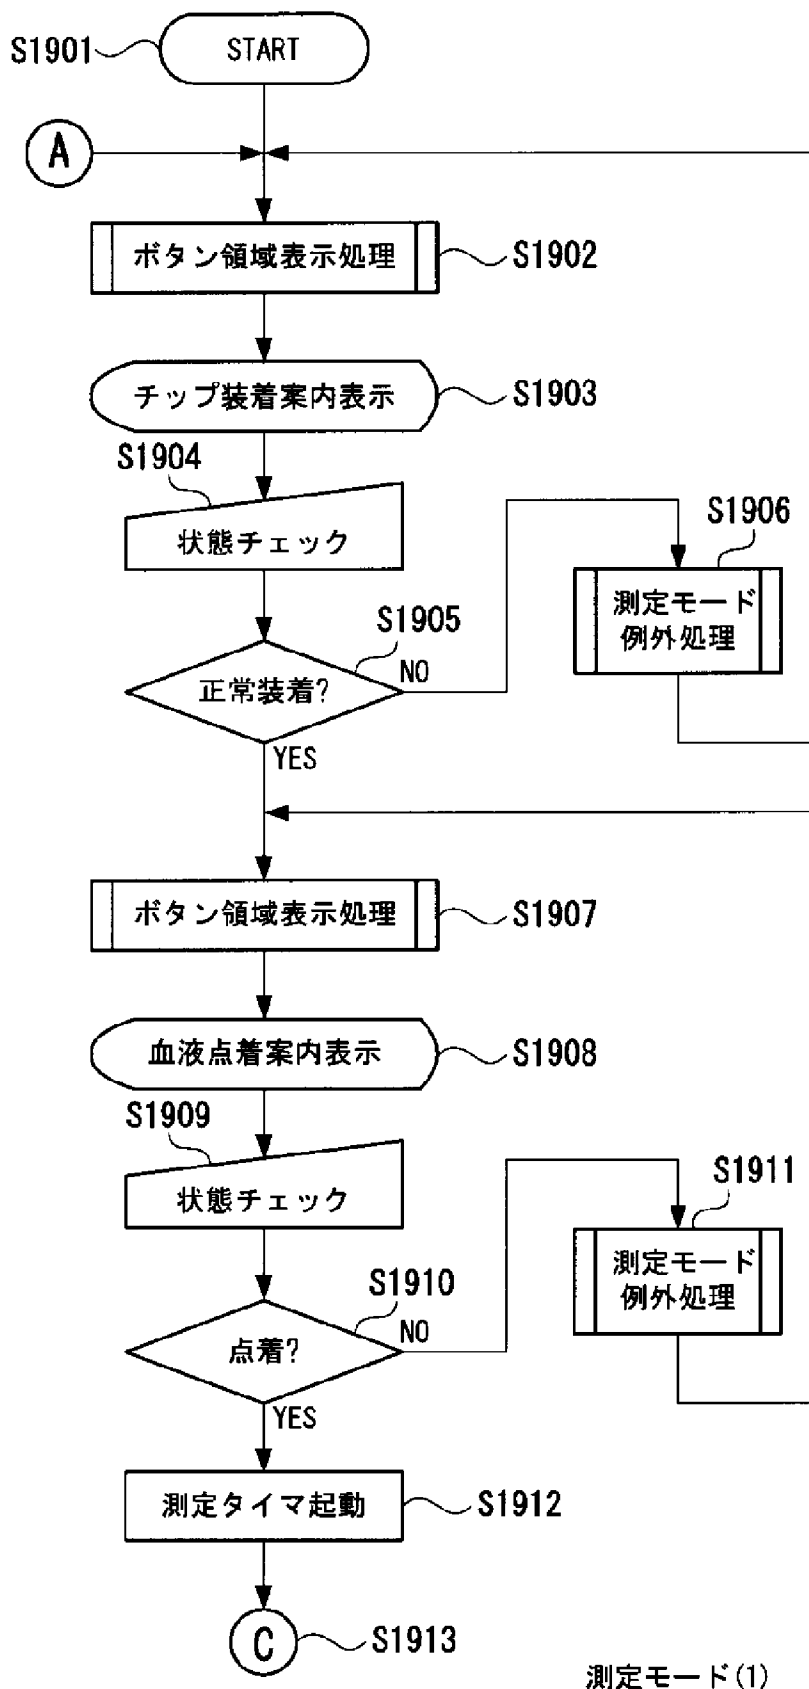 S1901
START
A
ボタン領域表示処理
S1902
チップ装着案内表示
S1903
S1904
状態チェック
S1905
正常装着?
NO
YES
S1906
測定モード
例外処理
ボタン領域表示処理
S1907
血液点着案内表示
S1908
S1909
状態チェック
S1910
点着?
NO
YES
S1911
測定モード
例外処理
測定タイマ起動
S1912
C
S1913
測定モード(1)